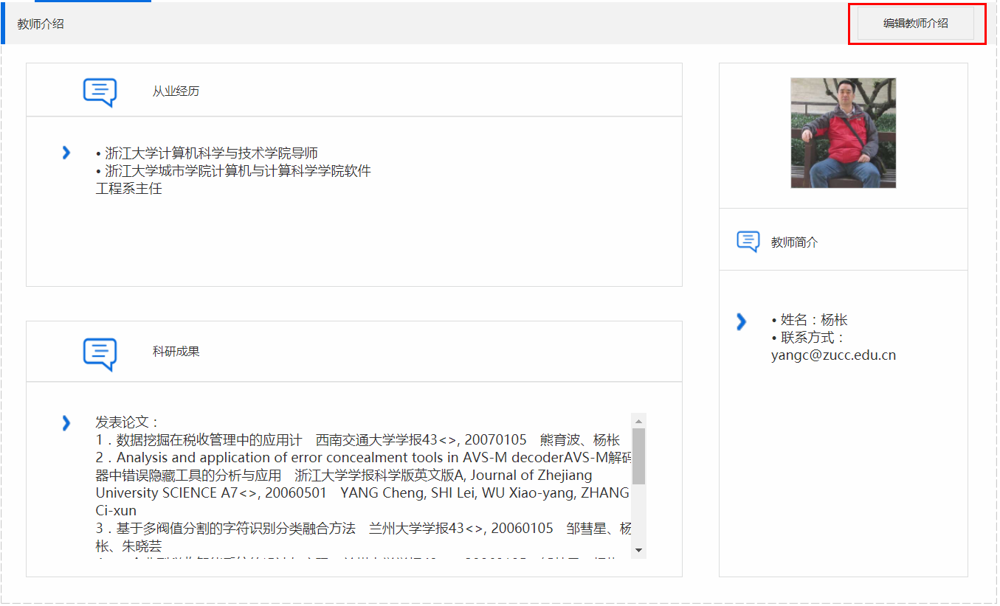 教师介绍
编辑教师介绍
从业经历
• 浙江大学计算机科学与技术学院导师
• 浙江大学城市学院计算机与计算科学学院软件
工程系主任
科研成果
发表论文：
1．数据挖掘在税收管理中的应用计　西南交通大学学报43<>, 20070105　熊育波、杨枨
2．Analysis and application of error concealment tools in AVS-M decoderAVS-M解码
器中错误隐藏工具的分析与应用　浙江大学学报科学版英文版A, Journal of Zhejiang
University SCIENCE A7<>, 20060501　YANG Cheng, SHI Lei, WU Xiao-yang, ZHANG
Ci-xun
3．基于多阀值分割的字符识别分类融合方法　兰州大学学报43<>, 20060105　邹彗星、杨
枨、朱晓芸
教师简介
• 姓名：杨枨
• 联系方式：
yangc@zucc.edu.cn